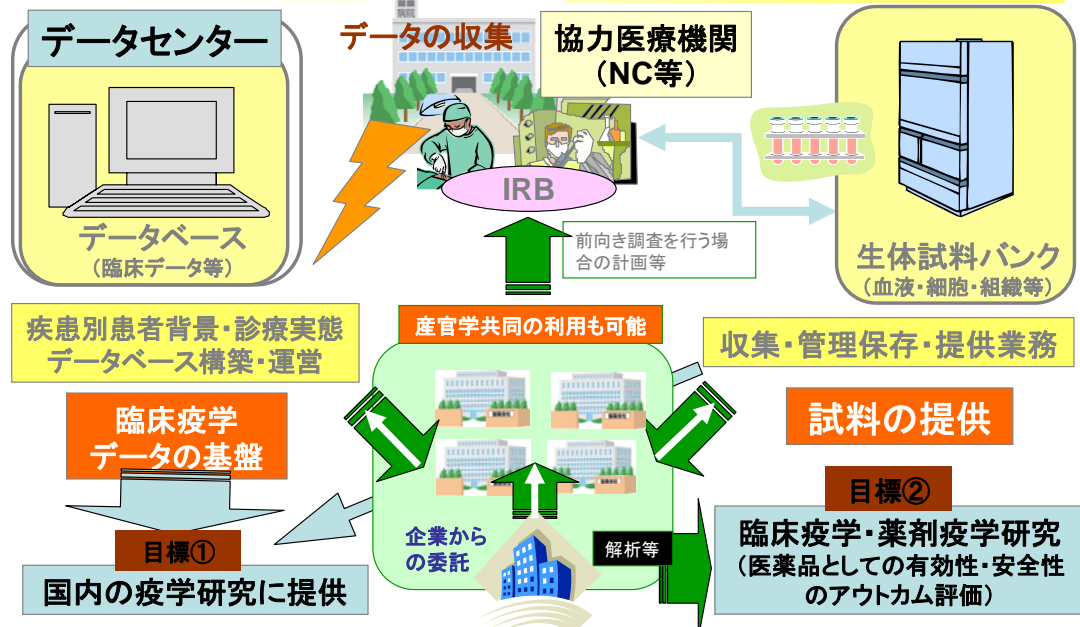 データセンター
データベース
（臨床データ等）
病院
データの収集
協力医療機関
（NC等）
IRB
前向き調査を行う場
合の計画等
生体試料バンク
（血液・細胞・組織等）
疾患別患者背景・診療実態
データベース構築・運営
産官学共同の利用も可能
収集・管理保存・提供業務
臨床疫学
データの基盤
試料の提供
目標①
国内の疫学研究に提供
企業から
の委託
解析等
目標②
臨床疫学・薬剤疫学研究
（医薬品としての有効性・安全性
のアウトカム評価）